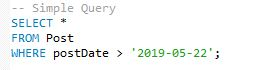 -- Simple Query
SELECT *
FROM Post
WHERE postDate > '2019-05-22';